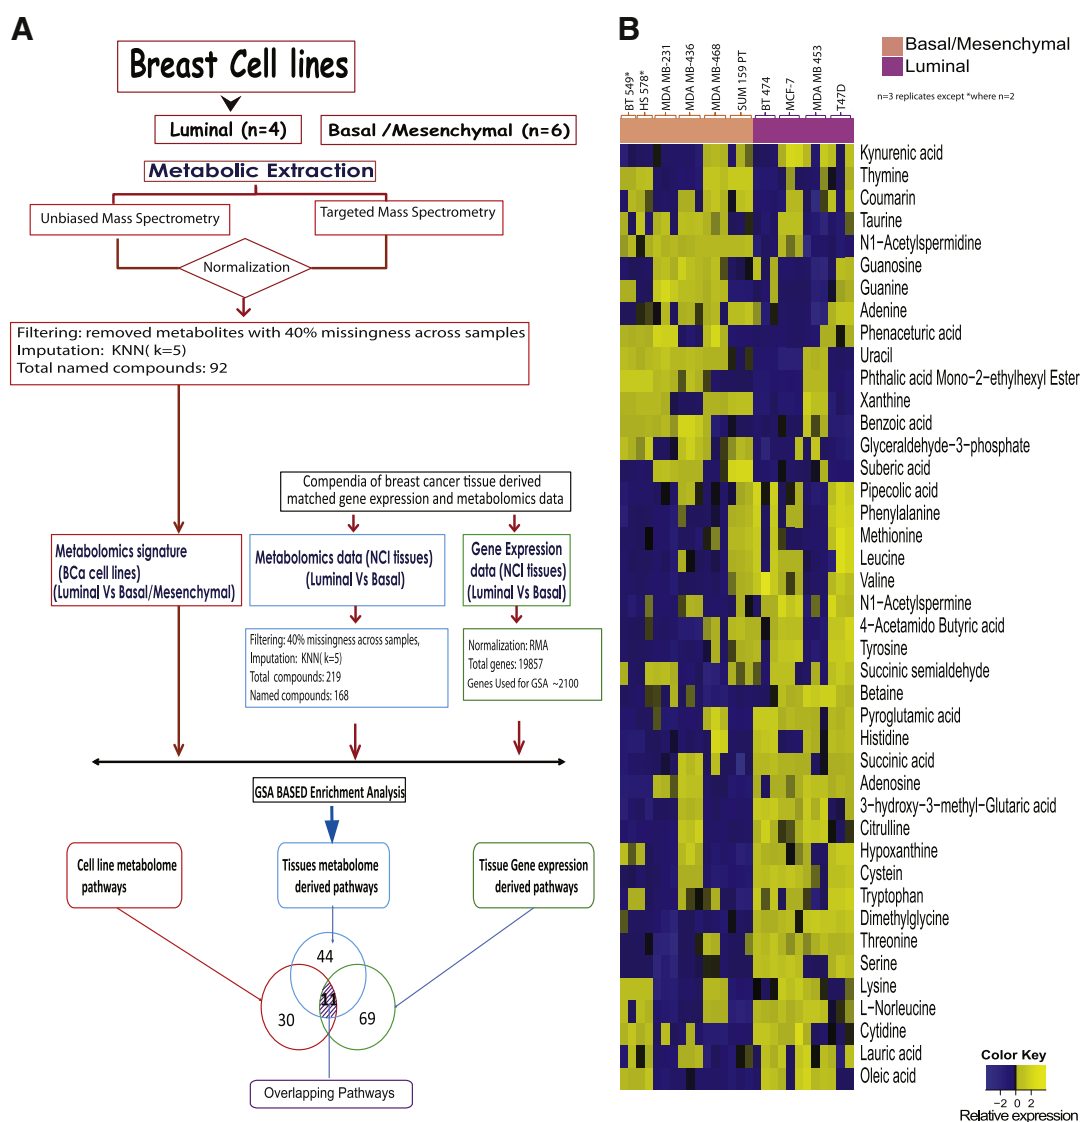 A
Breast Cell lines
Luminal (n=4)
Basal /Mesenchymal (n=6)
Metabolic Extraction
Unbiased Mass Spectrometry
Targeted Mass Spectrometry
Normalization
Filtering: removed metabolites with 40% missingness across samples
Imputation: KNN( k=5)
Total named compounds: 92
Compendia of breast cancer tissue derived
matched gene expression and metabolomics data
Metabolomics signature
(BCa cell lines)
(Luminal Vs Basal/Mesenchymal)
Metabolomics data (NCI tissues)
(Luminal Vs Basal)
Gene Expression
data (NCI tissues)
(Luminal Vs Basal)
Filtering: 40% missingness across samples,
Imputation: KNN( k=5)
Total compounds: 219
Named compounds: 168
Normalization: RMA
Total genes: 19857
Genes Used for GSA ~2100
GSA BASED Enrichment Analysis
Cell line metabolome
pathways
Tissues metabolome
derived pathways
Tissue Gene expression
derived pathways
44
11
30
69
Overlapping Pathways
B
BT 549*
HS 578*
MDA MB-231
MDA MB-436
MDA MB-468
SUM 159 PT
BT 474
MCF-7
MDA MB 453
T47D
Basal/Mesenchymal
Luminal
n=3 replicates except *where n=2
Kynurenic acid
Thymine
Coumarin
Taurine
N1−Acetylspermidine
Guanosine
Guanine
Adenine
Phenaceturic acid
Uracil
Phthalic acid Mono−2−ethylhexyl Ester
Xanthine
Benzoic acid
Glyceraldehyde−3−phosphate
Suberic acid
Pipecolic acid
Phenylalanine
Methionine
Leucine
Valine
N1−Acetylspermine
4−Acetamido Butyric acid
Tyrosine
Succinic semialdehyde
Betaine
Pyroglutamic acid
Histidine
Succinic acid
Adenosine
3−hydroxy−3−methyl−Glutaric acid
Citrulline
Hypoxanthine
Cystein
Tryptophan
Dimethylglycine
Threonine
Serine
Lysine
L−Norleucine
Cytidine
Lauric acid
Oleic acid
Color Key
−2 0 2
Relative expression